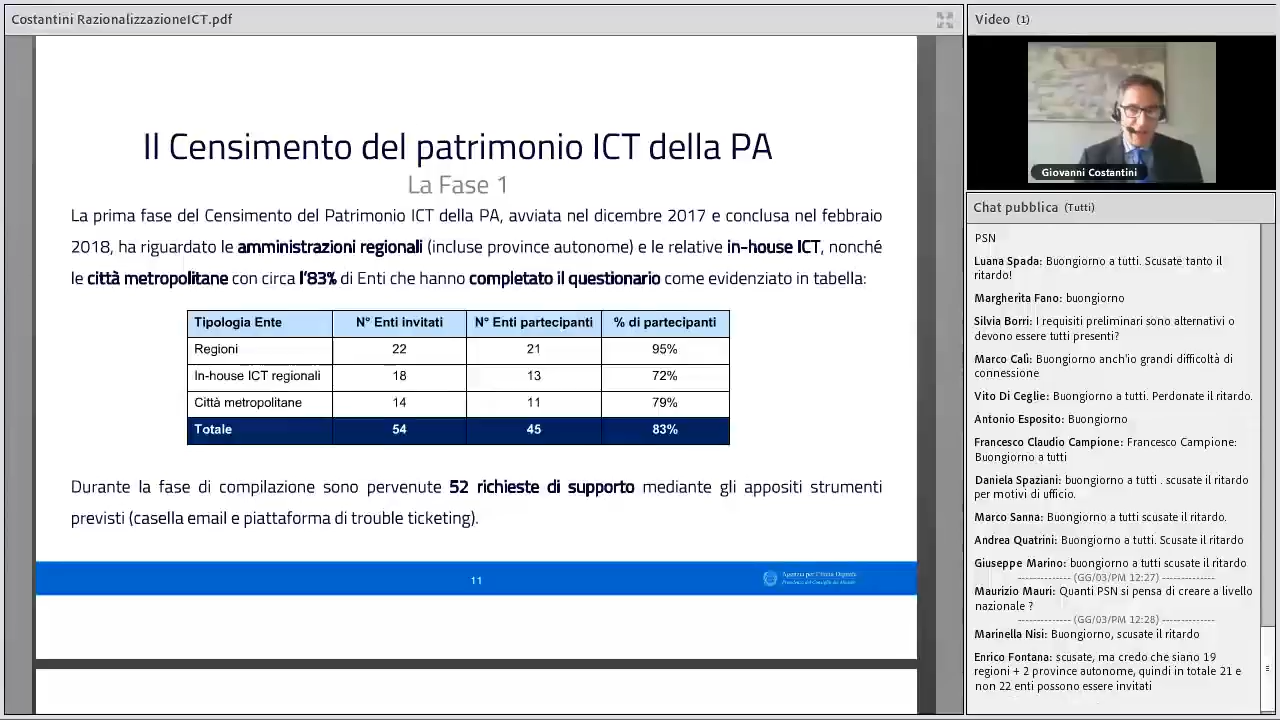 Costantini RazionalizzazioneICT.pdf
Il Censimento del patrimonio ICT della PA
La Fase 1
La prima fase del Censimento del Patrimonio ICT della PA, avviata nel dicembre 2017 e conclusa nel febbraio
2018, ha riguardato le amministrazioni regionali (incluse province autonome) e le relative in-house ICT, nonché
le città metropolitane con circa l'83% di Enti che hanno completato il questionario come evidenziato in tabella:
Tipologia Ente N° Enti invitati N° Enti partecipanti % di partecipanti
Regioni 22 21 95%
In-house ICT regionali 18 13 72%
Città metropolitane 14 11 79%
Totale 54 45 83%
Durante la fase di compilazione sono pervenute 52 richieste di supporto mediante gli appositi strumenti
previsti (casella email e piattaforma di trouble ticketing).
11
Agenzia per l'Italia Digitale
Presidenza del Consiglio dei Ministri
Video (1)
Giovanni Costantini
Chat pubblica (Tutti)
PSN
Luana Spada: Buongiorno a tutti. Scusate tanto il
ritardo!
Margherita Fano: buongiorno
Silvia Borri: I requisiti preliminari sono alternativi o
devono essere tutti presenti?
Marco Calì: Buongiorno anch'io grandi difficoltà di
connessione
Vito Di Ceglie: Buongiorno a tutti. Perdonate il ritardo.
Antonio Esposito: Buongiorno
Francesco Claudio Campione: Francesco Campione:
Buongiorno a tutti
Daniela Spaziani: buongiorno a tutti . scusate il ritardo
per motivi di ufficio.
Marco Sanna: Buongiorno a tutti scusate il ritardo.
Andrea Quatrini: Buongiorno a tutti. Scusate il ritardo
Giuseppe Marino: buongiorno a tutti scusate il ritardo
-------------- (GG/03/PM 12:27) --------------
Maurizio Mauri: Quanti PSN si pensa di creare a livello
nazionale ?
-------------- (GG/03/PM 12:28) --------------
Marinella Nisi: Buongiorno, scusate il ritardo
Enrico Fontana: scusate, ma credo che siano 19
regioni + 2 province autonome, quindi in totale 21 e
non 22 enti possono essere invitati